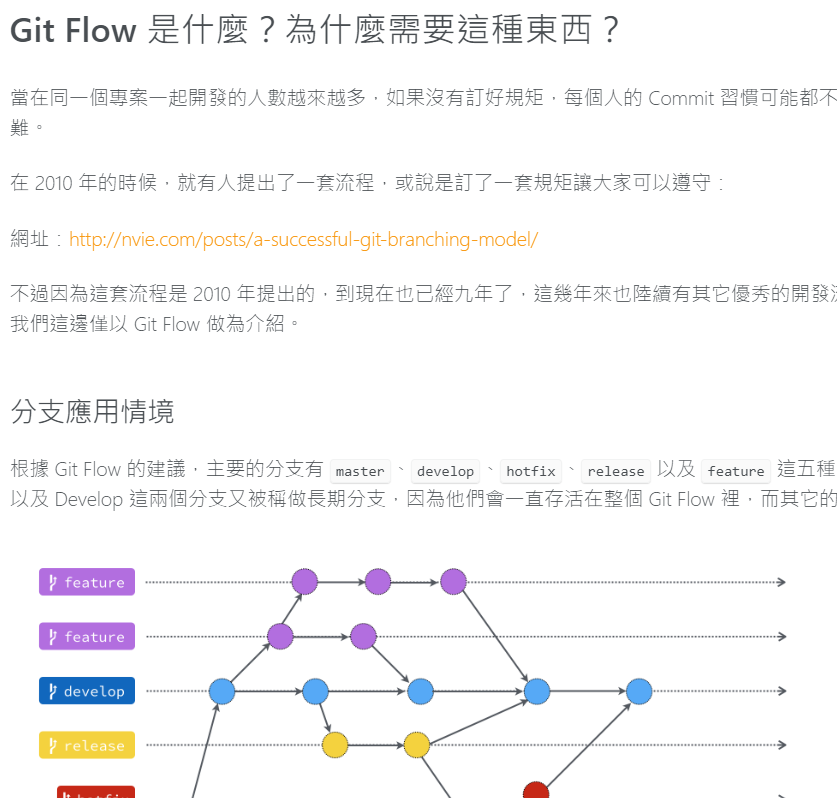 Git Flow 是什麼？為什麼需要這種東西？
當在同一個專案一起開發的人數越來越多，如果沒有訂好規矩，每個人的 Commit 習慣可能都不
難。
在 2010 年的時候，就有人提出了一套流程，或說是訂了一套規矩讓大家可以遵守：
網址：http://nvie.com/posts/a-successful-git-branching-model/
不過因為這套流程是 2010 年提出的，到現在也已經九年了，這幾年來也陸續有其它優秀的開發
我們這邊僅以 Git Flow 做為介紹。
分支應用情境
根據 Git Flow 的建議，主要的分支有 master、develop、hotfix、release 以及 feature 這五種
以及 Develop 這兩個分支又被稱做長期分支，因為他們會一直存活在整個 Git Flow 裡，而其它的
feature
feature
develop
release
hotfix